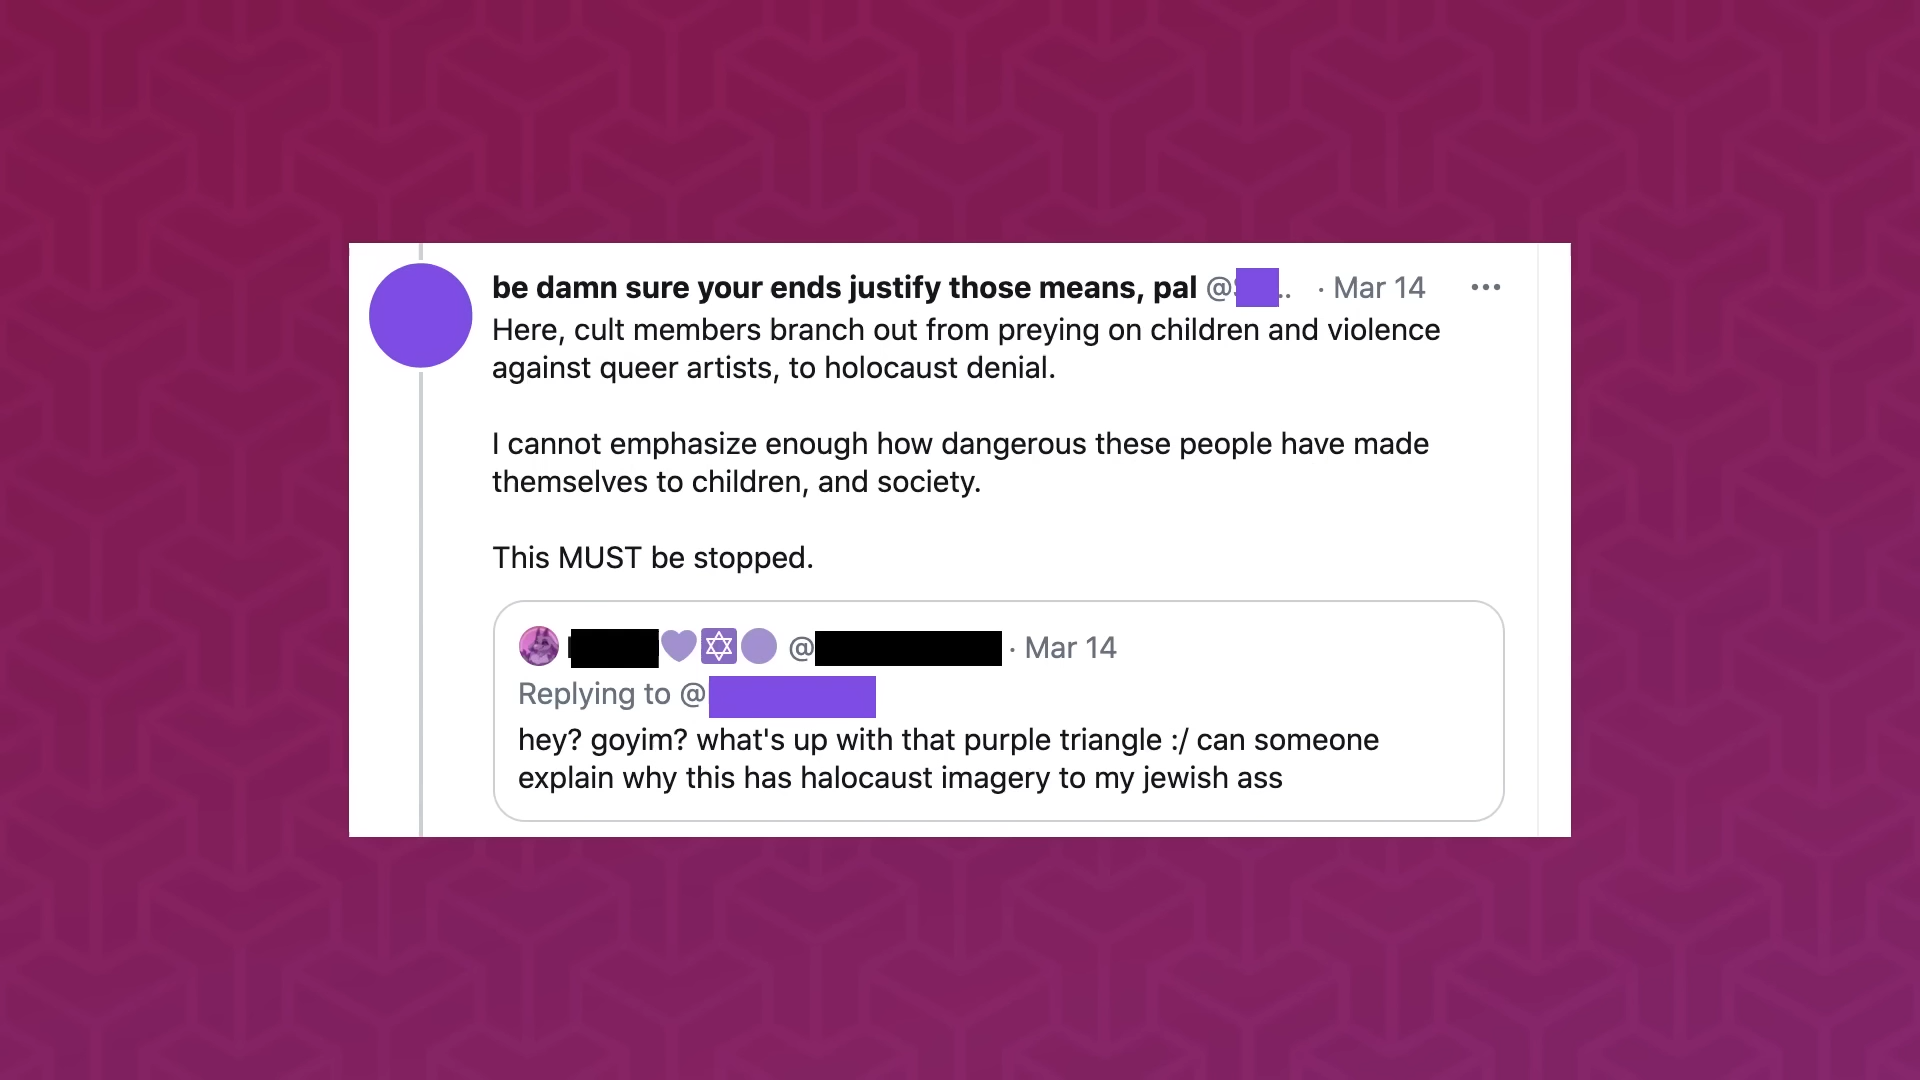 be damn sure your ends justify those means, pal @ .. · Mar 14 ...
Here, cult members branch out from preying on children and violence
against queer artists, to holocaust denial.
I cannot emphasize enough how dangerous these people have made
themselves to children, and society.
This MUST be stopped.
@ · Mar 14
Replying to @
hey? goyim? what's up with that purple triangle :/ can someone
explain why this has halocaust imagery to my jewish ass